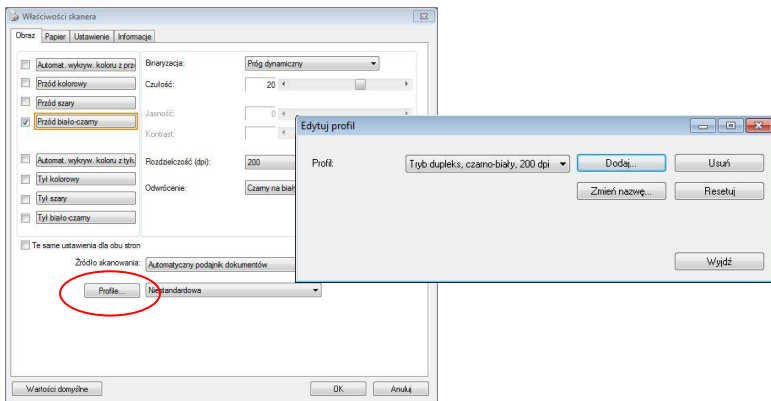 Właściwości skanera
Obraz Papier Ustawienie Informacje
Automat. wykryw. koloru z prz
Przód kolorowy
Przód szary
Przód biało-czarny
Automat. wykryw. koloru z tyłu
Tył kolorowy
Tył szary
Tył biało-czarny
Binaryzacja: Próg dynamiczny
Czułość: 20
Jasność: 0
Kontrast:
Rozdzielczość (dpi): 200
Odwrócenie: Czarny na biał
Te same ustawienia dla obu stron
Źródło skanowania: Automatyczny podajnik dokumentów
Profile... Niestandardowa
Wartości domyślne OK Anuluj
Edytuj profil
Profil: Tryb dupleks, czarno-biały, 200 dpi Dodaj... Usuń
Zmień nazwę... Resetuj
Wyjdź